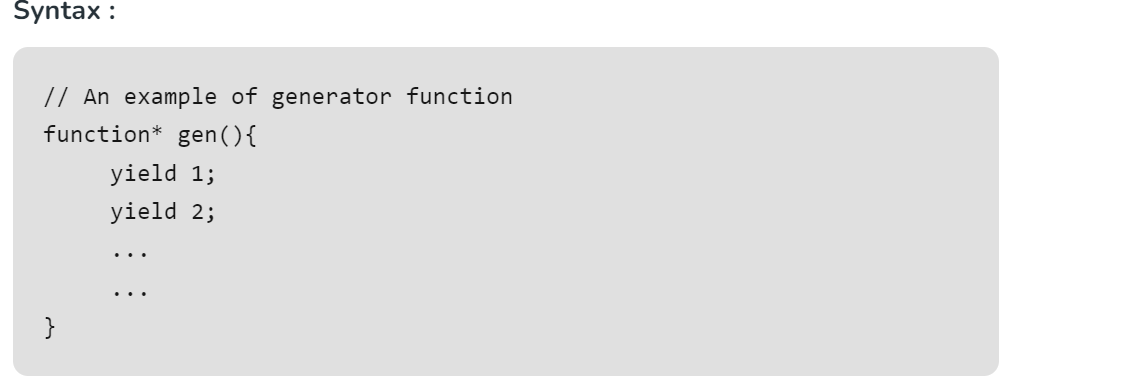 Syntax :
// An example of generator function
function* gen(){
     yield 1;
     yield 2;
     ...
     ...
}